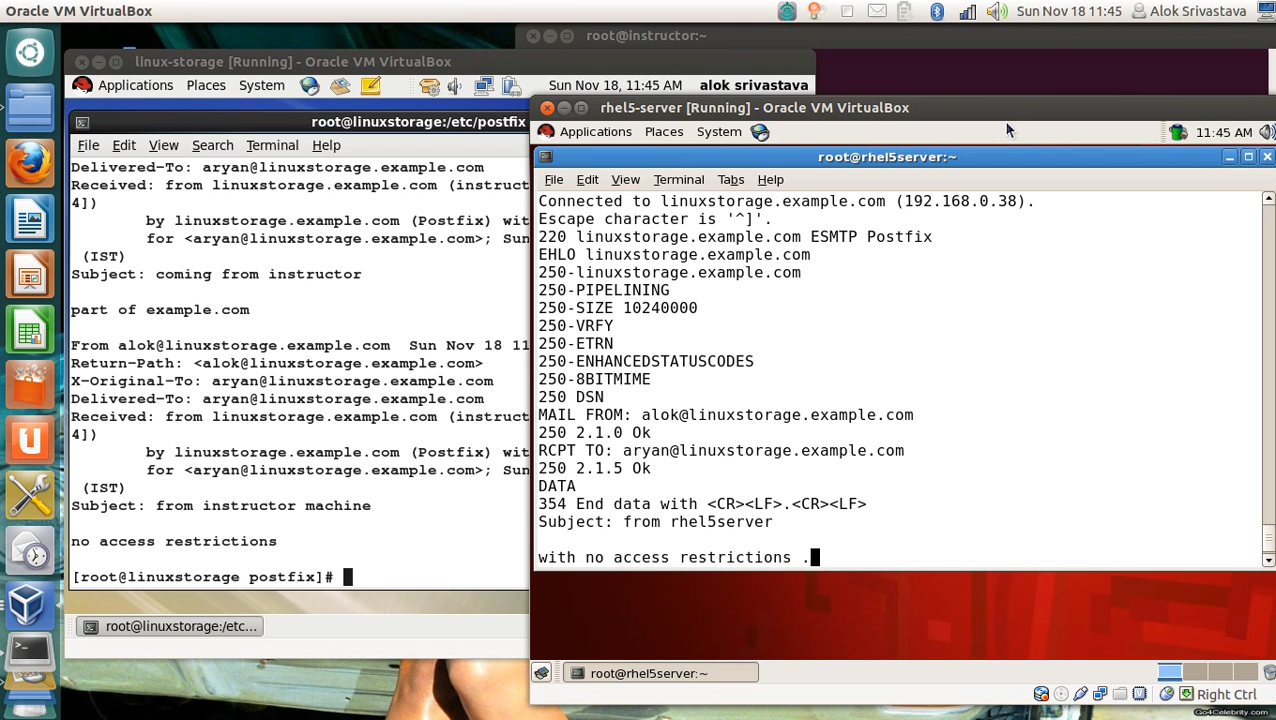 Oracle VM VirtualBox
Sun Nov 18 11:45 Alok Srivastava
root@instructor:~
linux-storage [Running] - Oracle VM VirtualBox
Applications Places System Sun Nov 18, 11:45 AM alok srivastava
root@linuxstorage:/etc/postfix
File Edit View Search Terminal Help
Delivered-To: aryan@linuxstorage.example.com
Received: from linuxstorage.example.com (instruct
4])
by linuxstorage.example.com (Postfix) wit
for <aryan@linuxstorage.example.com>; Sun
(IST)
Subject: coming from instructor
part of example.com
From alok@linuxstorage.example.com Sun Nov 18 11
Return-Path: <alok@linuxstorage.example.com>
X-Original-To: aryan@linuxstorage.example.com
Delivered-To: aryan@linuxstorage.example.com
Received: from linuxstorage.example.com (instruct
4])
by linuxstorage.example.com (Postfix) wit
for <aryan@linuxstorage.example.com>; Sun
(IST)
Subject: from instructor machine
no access restrictions
[root@linuxstorage postfix]#
root@linuxstorage:/etc...
rhel5-server [Running] - Oracle VM VirtualBox
Applications Places System 11:45 AM
root@rhel5server:~
File Edit View Terminal Tabs Help
Connected to linuxstorage.example.com (192.168.0.38).
Escape character is '^]'.
220 linuxstorage.example.com ESMTP Postfix
EHLO linuxstorage.example.com
250-linuxstorage.example.com
250-PIPELINING
250-SIZE 10240000
250-VRFY
250-ETRN
250-ENHANCEDSTATUSCODES
250-8BITMIME
250 DSN
MAIL FROM: alok@linuxstorage.example.com
250 2.1.0 Ok
RCPT TO: aryan@linuxstorage.example.com
250 2.1.5 Ok
DATA
354 End data with <CR><LF>.<CR><LF>
Subject: from rhel5server
with no access restrictions .
root@rhel5server:~
Right Ctrl
Go4Celebrity.com